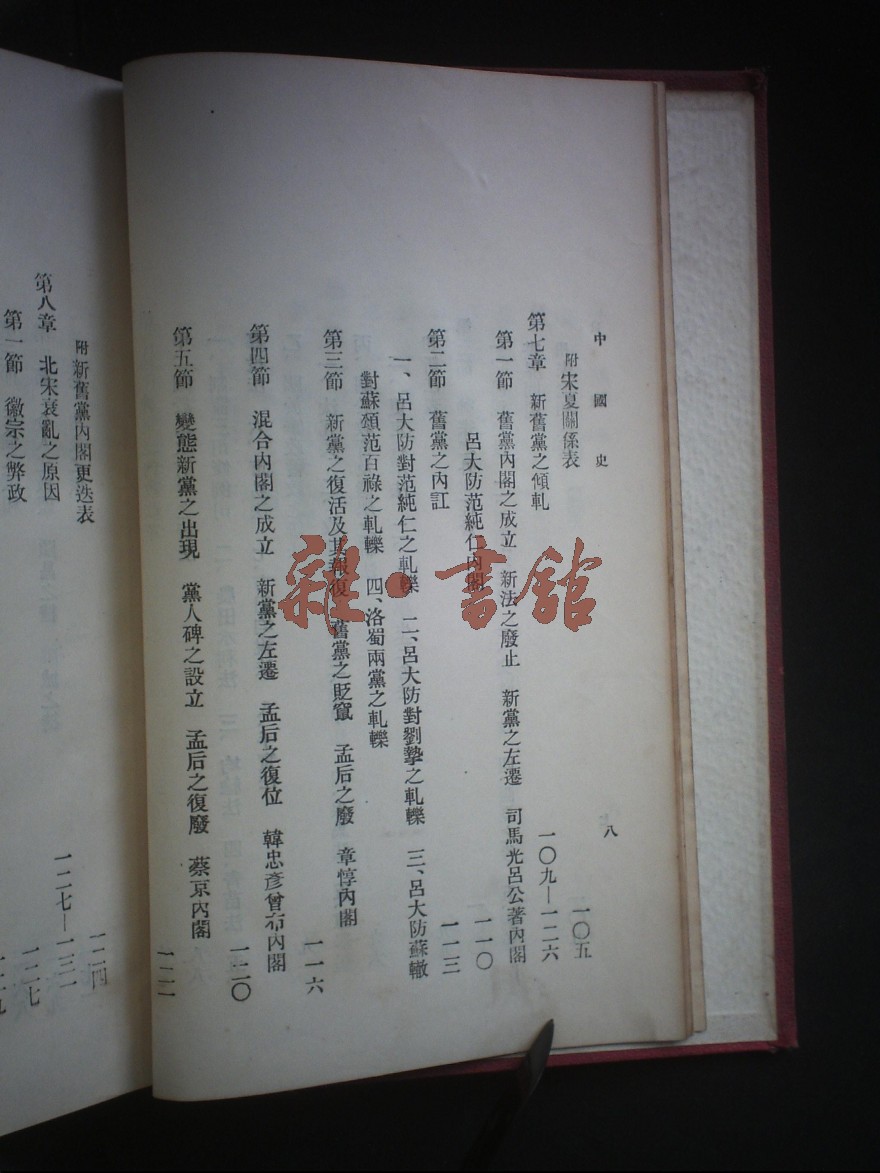 中國史
八
附宋夏關係表 一〇五
第七章 新舊黨之傾軋 一〇九—一二六
第一節 舊黨內閣之成立 新法之廢止 新黨之左遷 司馬光呂公著內閣
呂大防范純仁內閣 一一〇
第二節 舊黨之內訌 一一三
一、呂大防對范純仁之軋轢 二、呂大防對劉摯之軋轢 三、呂大防蘇轍
對蘇頌范百祿之軋轢 四、洛蜀兩黨之軋轢
第三節 新黨之復活及其報復 舊黨之貶竄 孟后之廢 章惇內閣 一一六
第四節 混合內閣之成立 新黨之左遷 孟后之復位 韓忠彥曾布內閣 一二〇
第五節 變態新黨之出現 黨人碑之設立 孟后之復廢 蔡京內閣 一二二
附新舊黨內閣更迭表 一二四
第八章 北宋衰亂之原因 一二七—一三一
第一節 徽宗之弊政 一二七
雜·書館